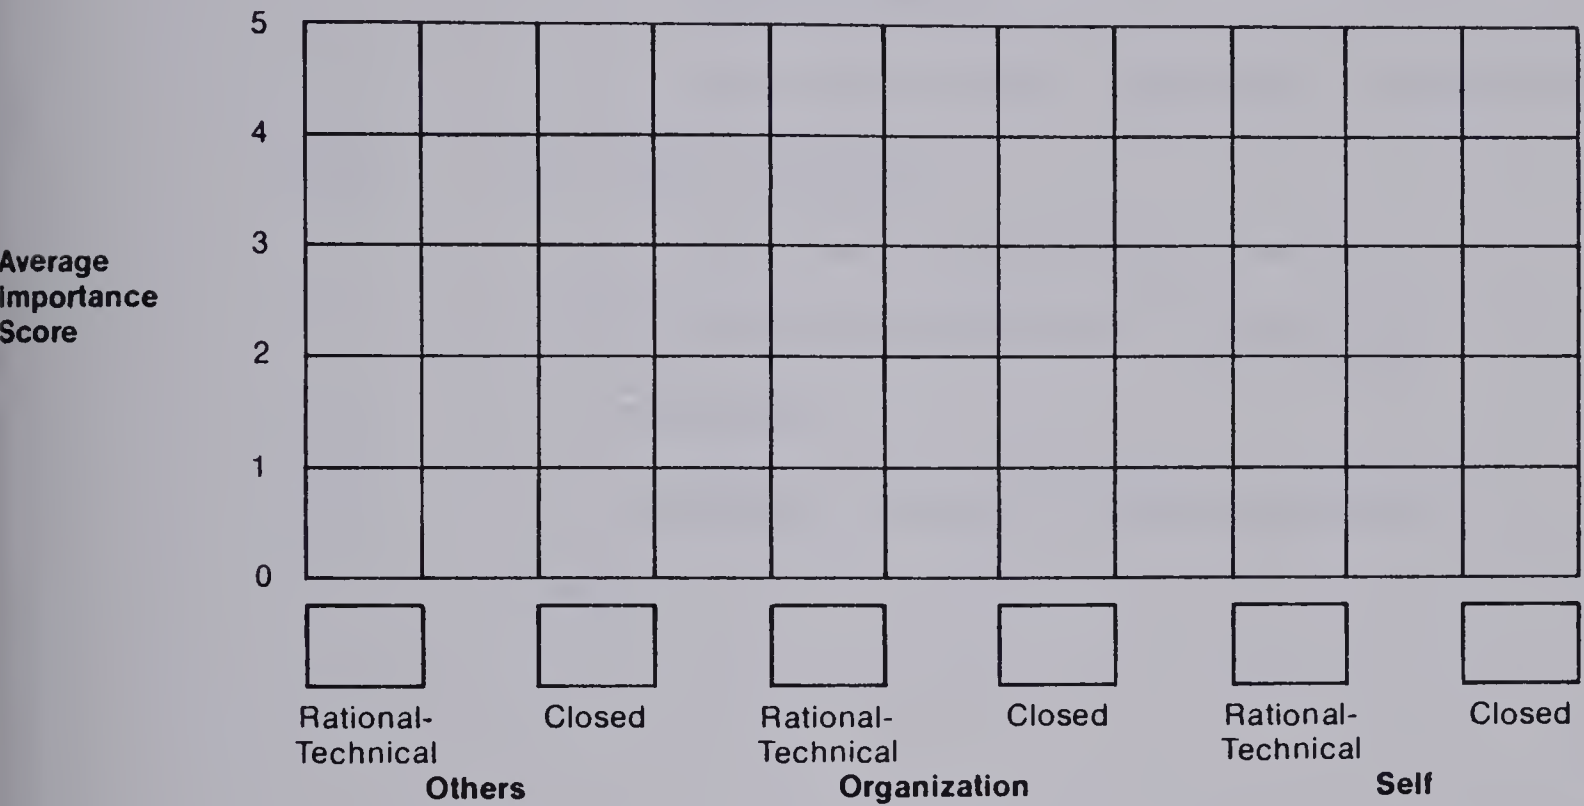 5
4
3
Average
Importance
Score
2
1
0
Rational-
Technical
Closed
Rational-
Technical
Closed
Rational-
Technical
Closed
Others
Organization
Self